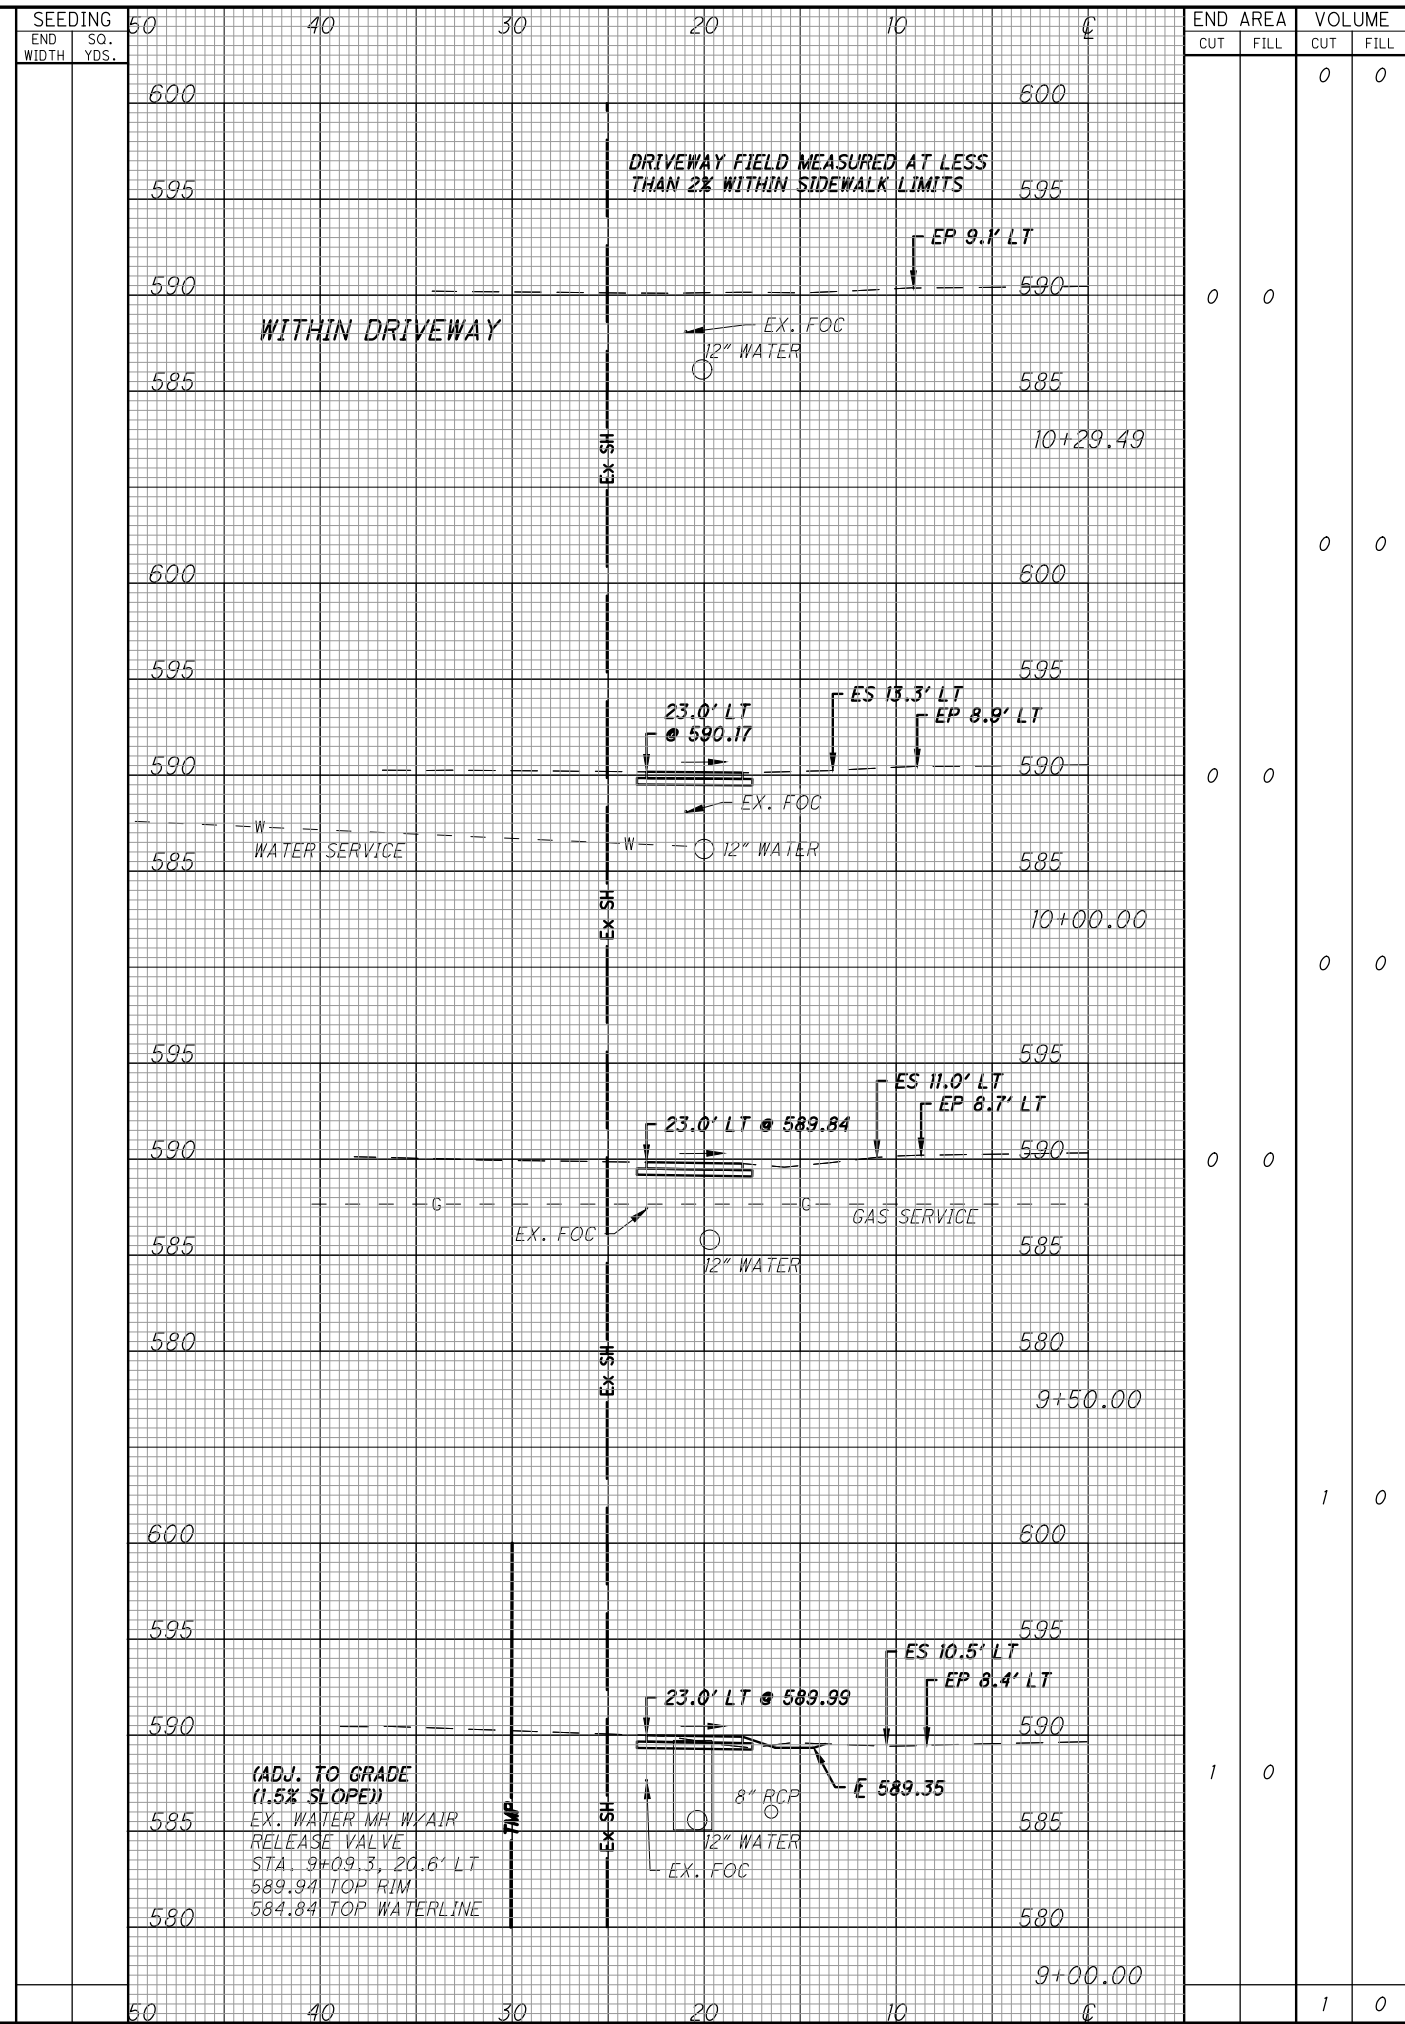 SEEDING
END WIDTH
SQ. YDS.
50 40 30 20 10 ℄
END AREA
VOLUME
CUT FILL CUT FILL
0 0
600 600
DRIVEWAY FIELD MEASURED AT LESS
THAN 2% WITHIN SIDEWALK LIMITS
595 595
EP 9.1' LT
590 590
0 0
WITHIN DRIVEWAY
EX. FOC
12" WATER
585 585
10+29.49
Ex SH
0 0
600 600
595 595
ES 13.3' LT
23.0' LT
@ 590.17
EP 8.9' LT
590 590
0 0
EX. FOC
W
WATER SERVICE
W
12" WATER
585 585
Ex SH
10+00.00
0 0
595 595
ES 11.0' LT
EP 8.7' LT
23.0' LT @ 589.84
590 590
0 0
G G
GAS SERVICE
EX. FOC
585 585
12" WATER
580 580
Ex SH
9+50.00
1 0
600 600
595 595
ES 10.5' LT
EP 8.4' LT
23.0' LT @ 589.99
590 590
1 0
(ADJ. TO GRADE
(1.5% SLOPE))
EX. WATER MH W/AIR
RELEASE VALVE
STA. 9+09.3, 20.6' LT
589.94 TOP RIM
584.84 TOP WATERLINE
℄ 589.35
8" RCP
585 585
TMP
Ex SH
12" WATER
EX. FOC
580 580
9+00.00
50 40 30 20 10 ℄
1 0